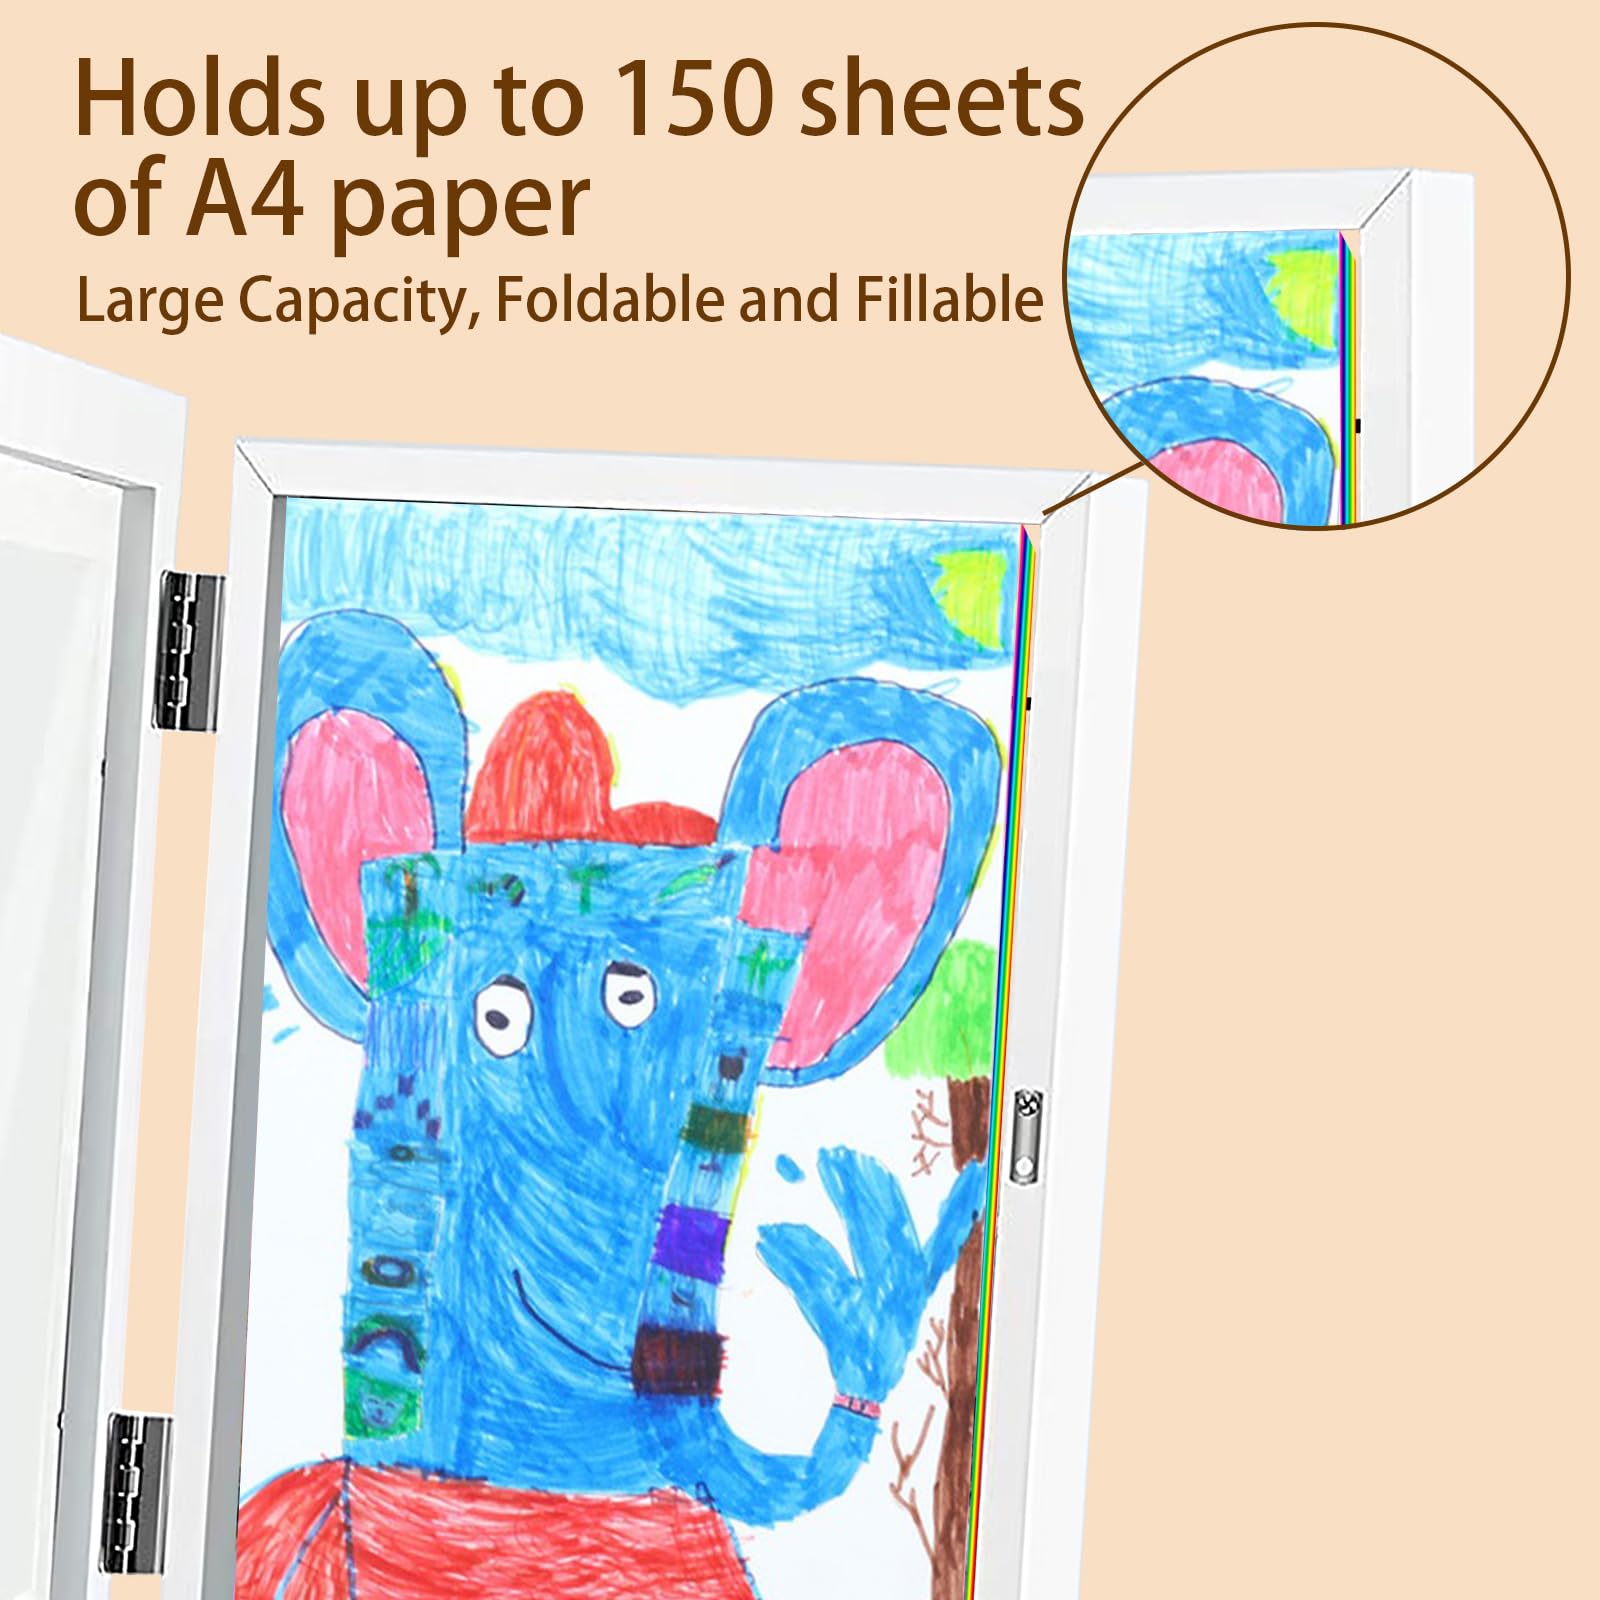 Holds up to 150 sheets
of A4 paper
Large Capacity, Foldable and Fillable